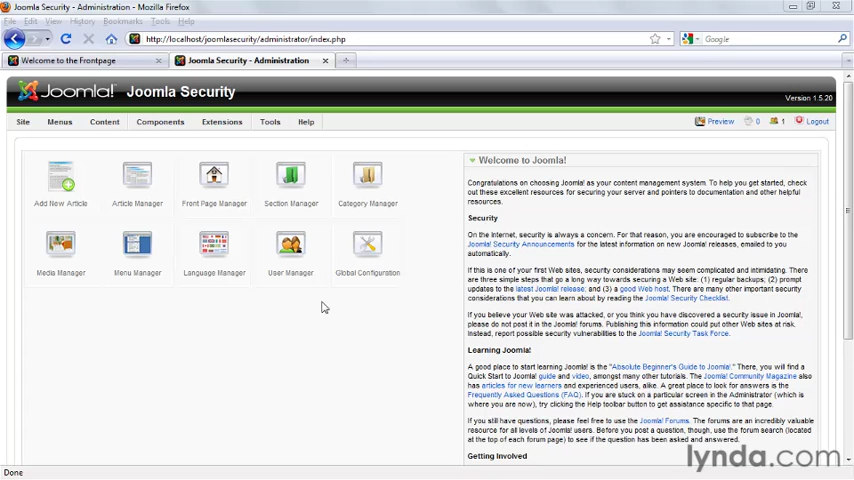 Joomla Security - Administration - Mozilla Firefox
File Edit View History Bookmarks Tools Help
http://localhost/joomlasecurity/administrator/index.php
Google
Welcome to the Frontpage
Joomla Security - Administration
Joomla! Joomla Security
Version 1.5.20
Site Menus Content Components Extensions Tools Help
Preview 0 1 Logout
Add New Article Article Manager Front Page Manager Section Manager Category Manager
Media Manager Menu Manager Language Manager User Manager Global Configuration
Welcome to Joomla!
Congratulations on choosing Joomla! as your content management system. To help you get started, check
out these excellent resources for securing your server and pointers to documentation and other helpful
resources.
Security
On the Internet, security is always a concern. For that reason, you are encouraged to subscribe to the
Joomla! Security Announcements for the latest information on new Joomla! releases, emailed to you
automatically.
If this is one of your first Web sites, security considerations may seem complicated and intimidating. There
are three simple steps that go a long way towards securing a Web site: (1) regular backups; (2) prompt
updates to the latest Joomla! release; and (3) a good Web host. There are many other important security
considerations that you can learn about by reading the Joomla! Security Checklist.
If you believe your Web site was attacked, or you think you have discovered a security issue in Joomla!,
please do not post it in the Joomla! forums. Publishing this information could put other Web sites at risk.
Instead, report possible security vulnerabilities to the Joomla! Security Task Force.
Learning Joomla!
A good place to start learning Joomla! is the "Absolute Beginner's Guide to Joomla!." There, you will find a
Quick Start to Joomla! guide and video, amongst many other tutorials. The Joomla! Community Magazine also
has articles for new learners and experienced users, alike. A great place to look for answers is the
Frequently Asked Questions (FAQ). If you are stuck on a particular screen in the Administrator (which is
where you are now), try clicking the Help toolbar button to get assistance specific to that page.
If you still have questions, please feel free to use the Joomla! Forums. The forums are an incredibly valuable
resource for all levels of Joomla! users. Before you post a question, though, use the forum search (located
at the top of each forum page) to see if the question has been asked and answered.
Getting Involved
lynda.com
Done